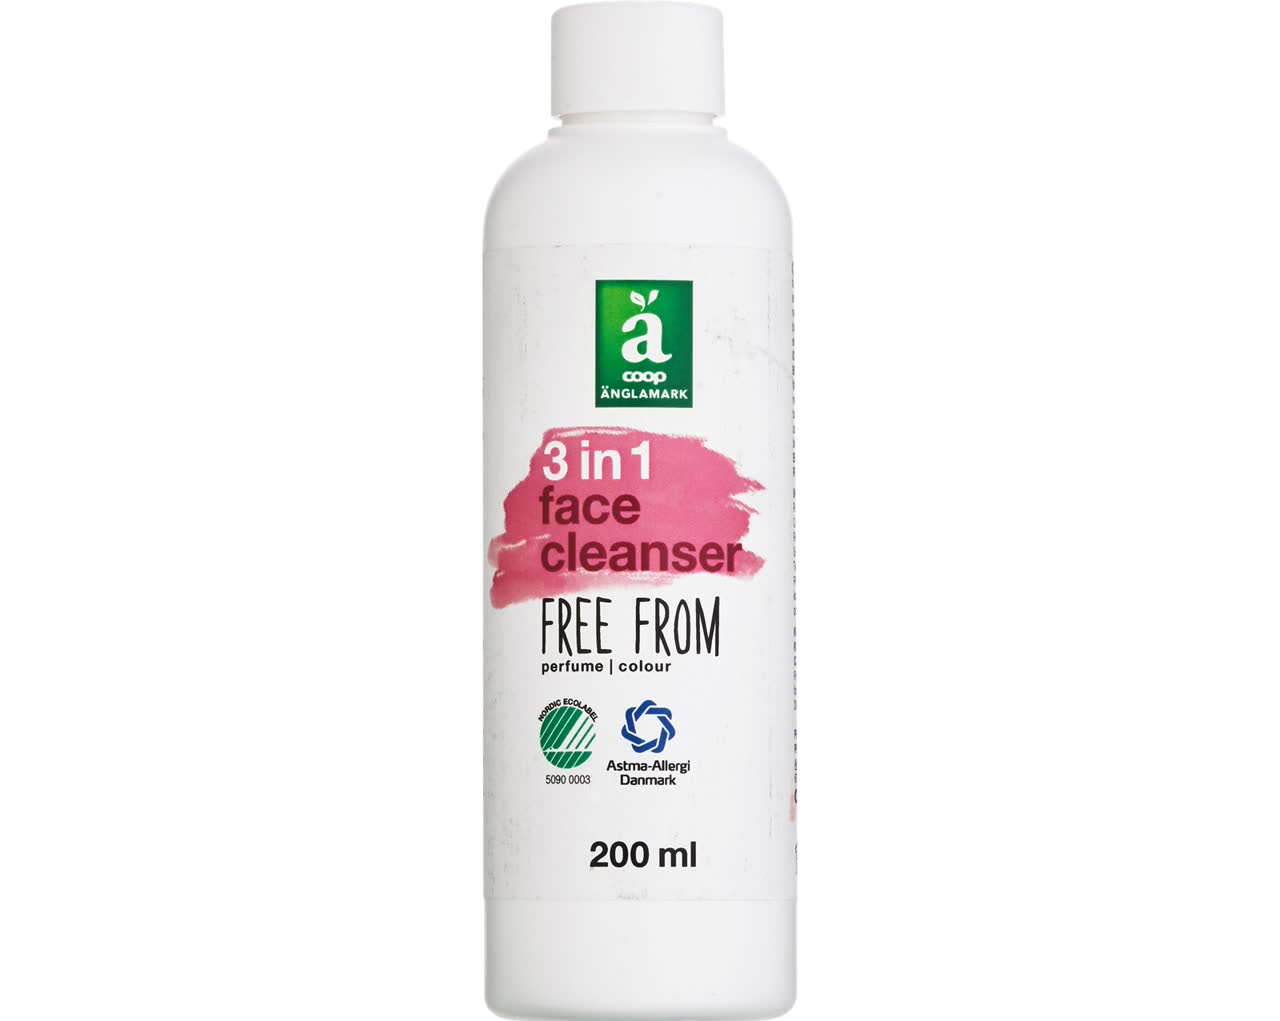 å
coop
ÄNGLAMARK
3 in 1
face
cleanser
FREE FROM
perfume | colour
NORDIC ECOLABEL
5090 0003
Astma-Allergi
Danmark
200 ml